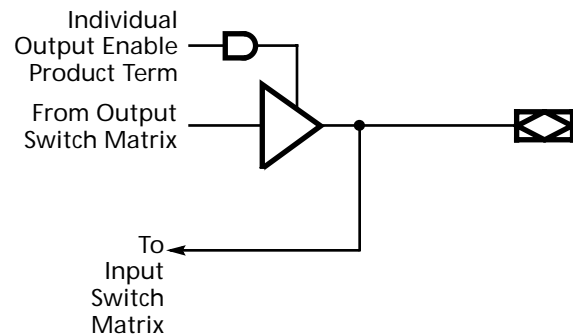 Individual
Output Enable
Product Term
From Output
Switch Matrix
To
Input
Switch
Matrix